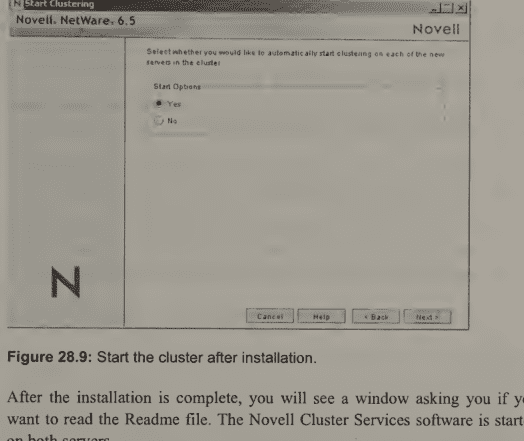 Start Clustering
Novell. NetWare. 6.5
Novell
Select whether you would like to automatically start clustering on each of the new
servers in the cluster
Start Options
Yes
No
N
Cancel
Help
< Back
Next >
Figure 28.9: Start the cluster after installation.
After the installation is complete, you will see a window asking you if
want to read the Readme file. The Novell Cluster Services software is
on both servers